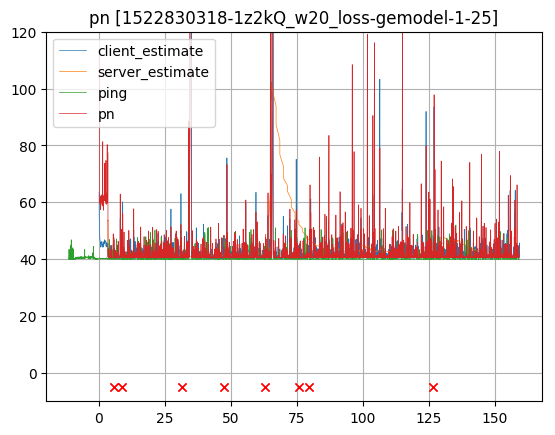 pn [1522830318-1z2kQ_w20_loss-gemodel-1-25]
client_estimate
server_estimate
ping
pn
120
100
80
60
40
20
0
0
25
50
75
100
125
150